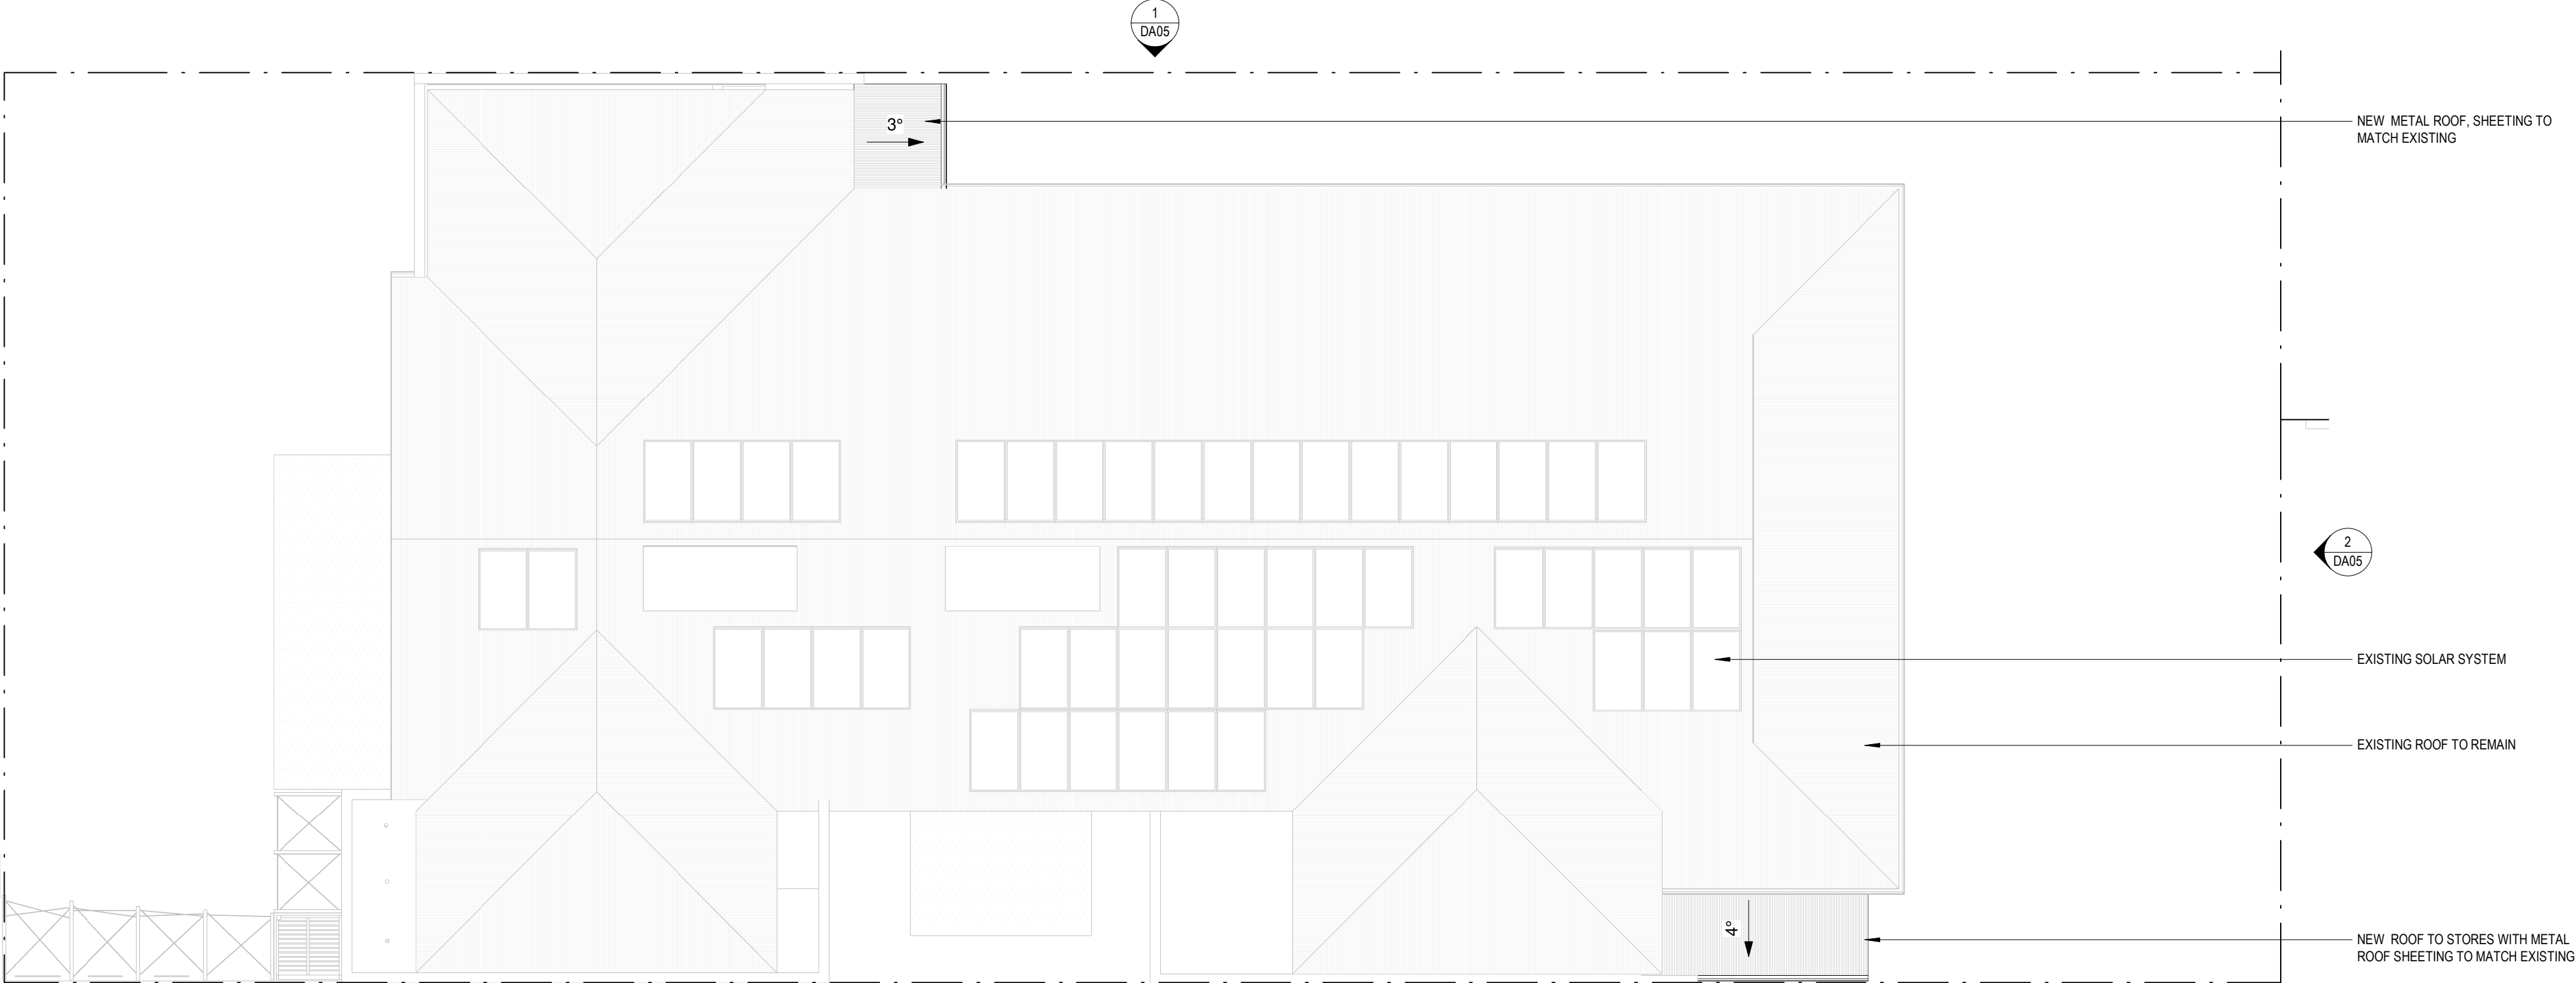 1
DA05
NEW METAL ROOF, SHEETING TO
MATCH EXISTING
3°
2
DA05
EXISTING SOLAR SYSTEM
EXISTING ROOF TO REMAIN
4°
NEW ROOF TO STORES WITH METAL
ROOF SHEETING TO MATCH EXISTING